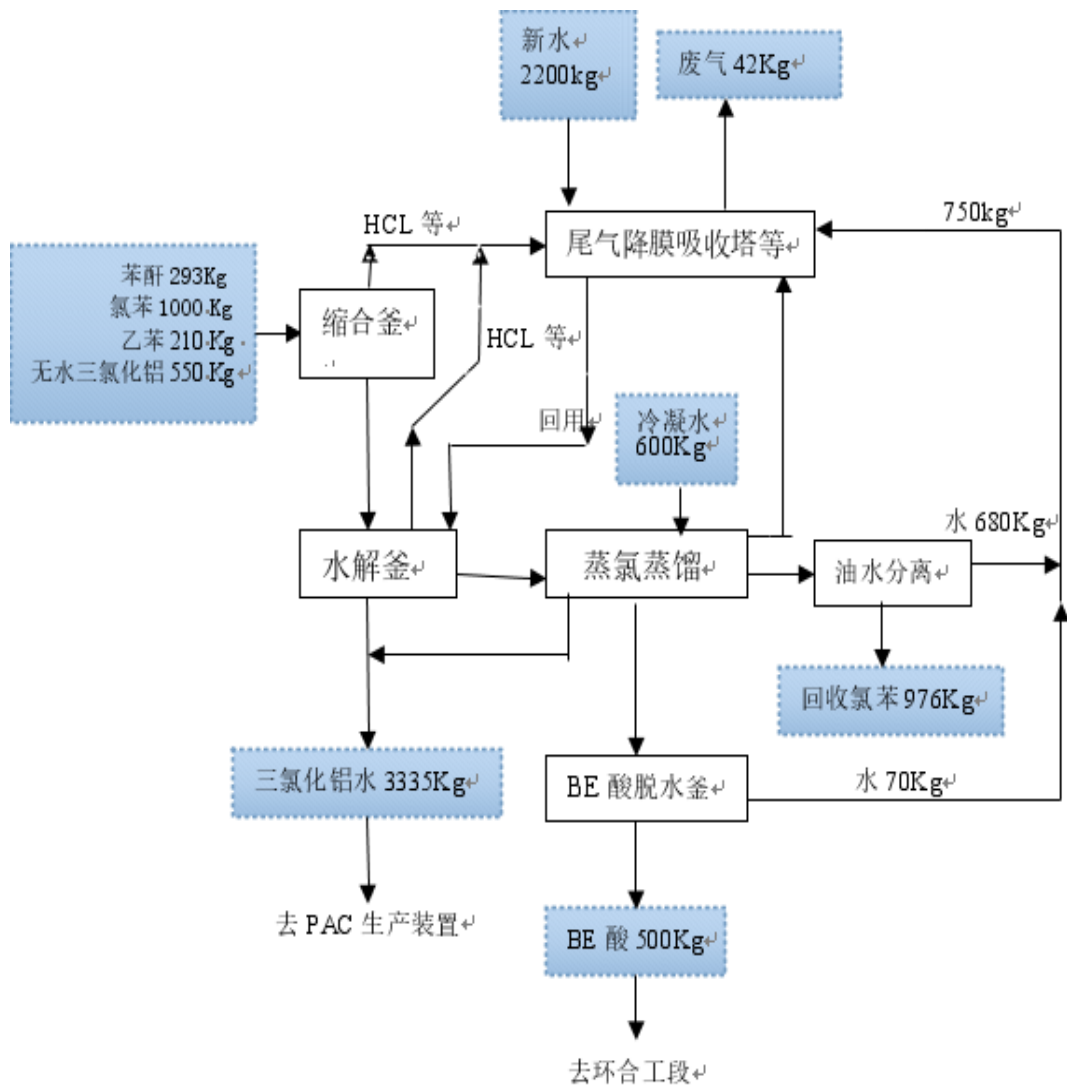 新水
2200kg
废气 42Kg
HCL 等
750kg
尾气降膜吸收塔等
苯酐 293Kg
氯苯 1000 Kg
乙苯 210 Kg
无水三氯化铝 550 Kg
缩合釜
HCL 等
回用
冷凝水
600Kg
水 680Kg
水解釜
蒸氯蒸馏
油水分离
回收氯苯 976Kg
三氯化铝水 3335Kg
BE 酸脱水釜
水 70Kg
去 PAC 生产装置
BE 酸 500Kg
去环合工段